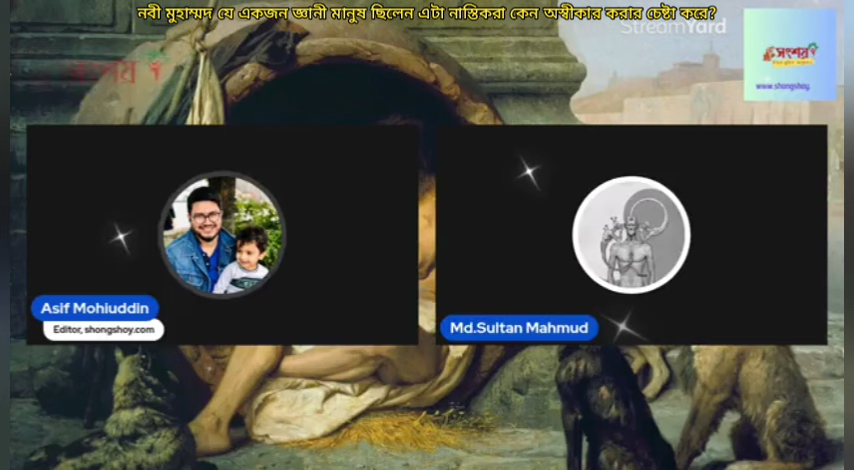 নবী মুহাম্মদ যে একজন জ্ঞানী মানুষ ছিলেন এটা নাস্তিকরা কেন অস্বীকার করার চেষ্টা করে?
StreamYard
সংশয়
www.shongshoy.
Asif Mohiuddin
Editor, shongshoy.com
Md.Sultan Mahmud